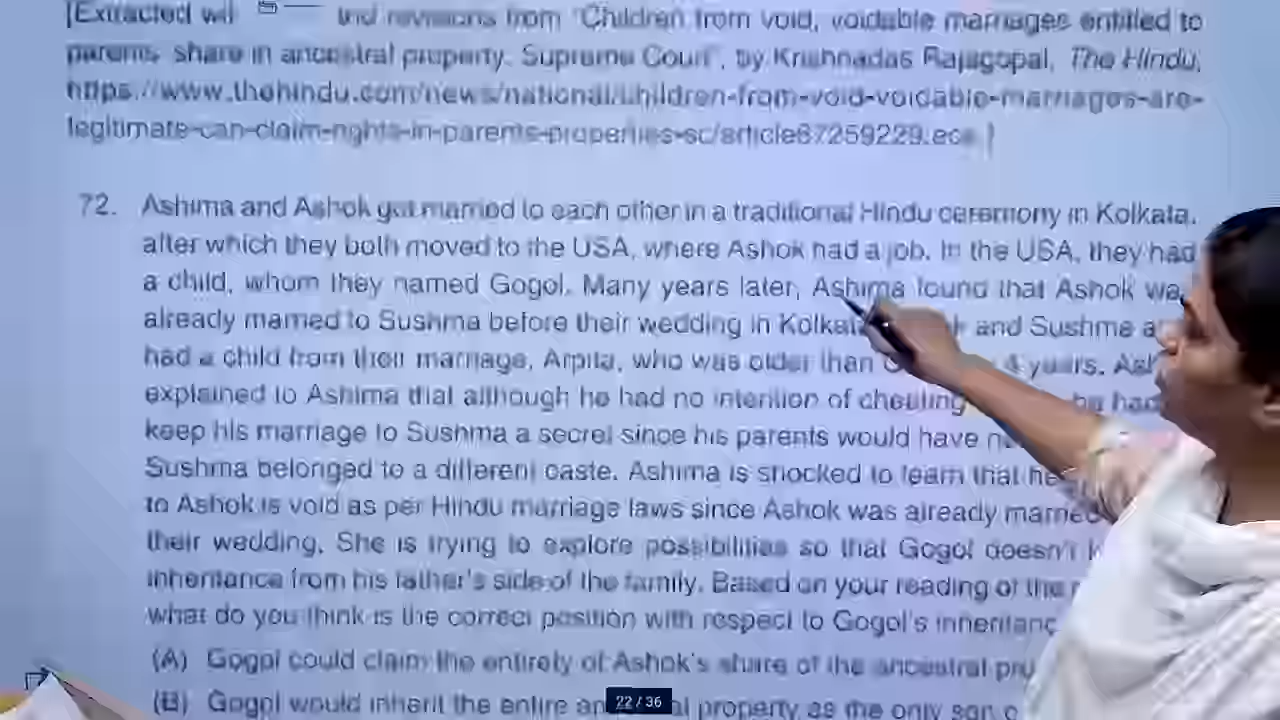 [Extracted wit and revisions from "Children from void, voidable marriages entitled to
parents' share in ancestral property: Supreme Court", by Krishnadas Rajagopal, The Hindu,
https://www.thehindu.com/news/national/children-from-void-voidable-marriages-are-
legitimate-can-claim-rights-in-parents-properties-sc/article67259229.ece.]
72. Ashima and Ashok got married to each other in a traditional Hindu ceremony in Kolkata,
after which they both moved to the USA, where Ashok had a job. In the USA, they had
a child, whom they named Gogol. Many years later, Ashima found that Ashok wa
already married to Sushma before their wedding in Kolkata and Sushma a
had a child from their marriage, Arpita, who was older than 4 years.
explained to Ashima that although he had no intention of cheating he had
keep his marriage to Sushma a secret since his parents would have
Sushma belonged to a different caste. Ashima is shocked to learn that he
to Ashok is void as per Hindu marriage laws since Ashok was already married
their wedding. She is trying to explore possibilities so that Gogol doesn't
inheritance from his father's side of the family. Based on your reading of the
what do you think is the correct position with respect to Gogol's inheritanc
(A) Gogol could claim the entirety of Ashok's share of the ancestral pro
(B) Gogol would inherit the entire property as the only son
22 / 36